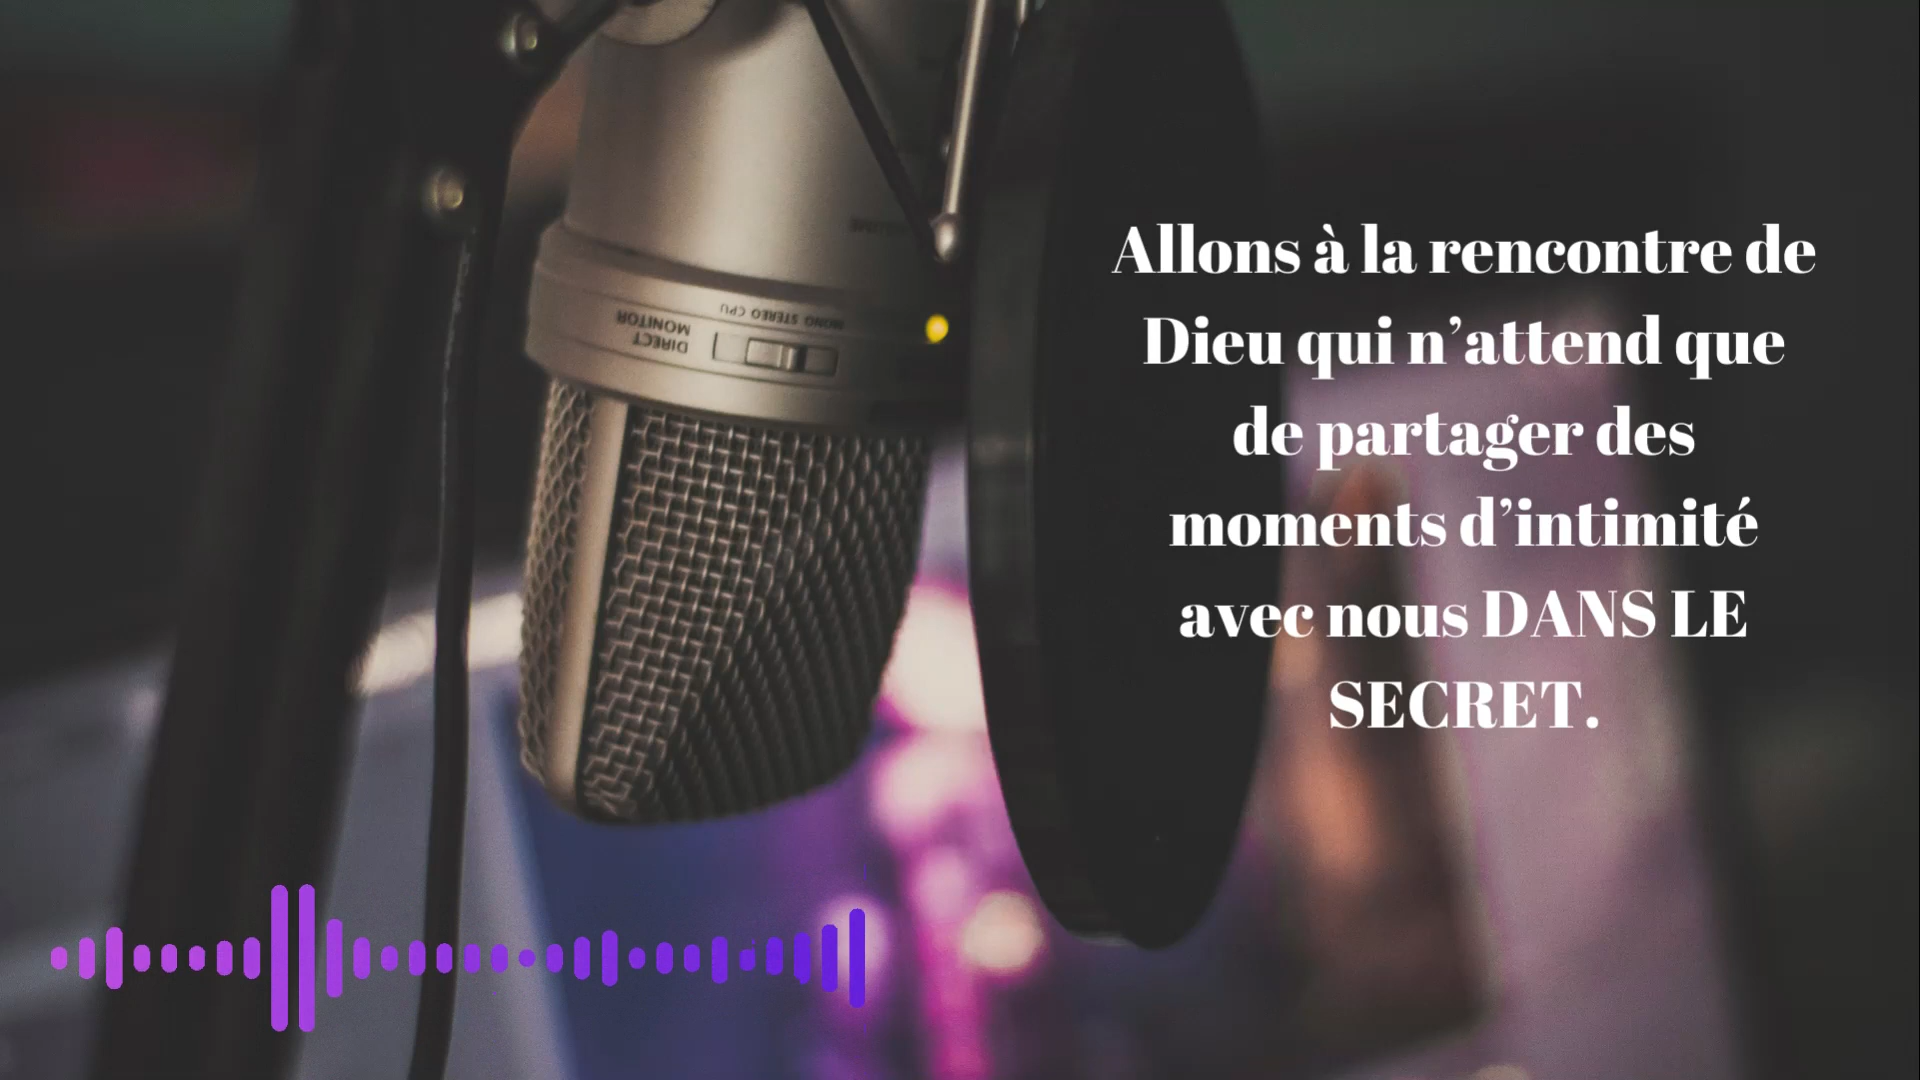 Allons à la rencontre de
Dieu qui n’attend que
de partager des
moments d’intimité
avec nous DANS LE
SECRET.
MONO STEREO CPU
DIRECT
MONITOR